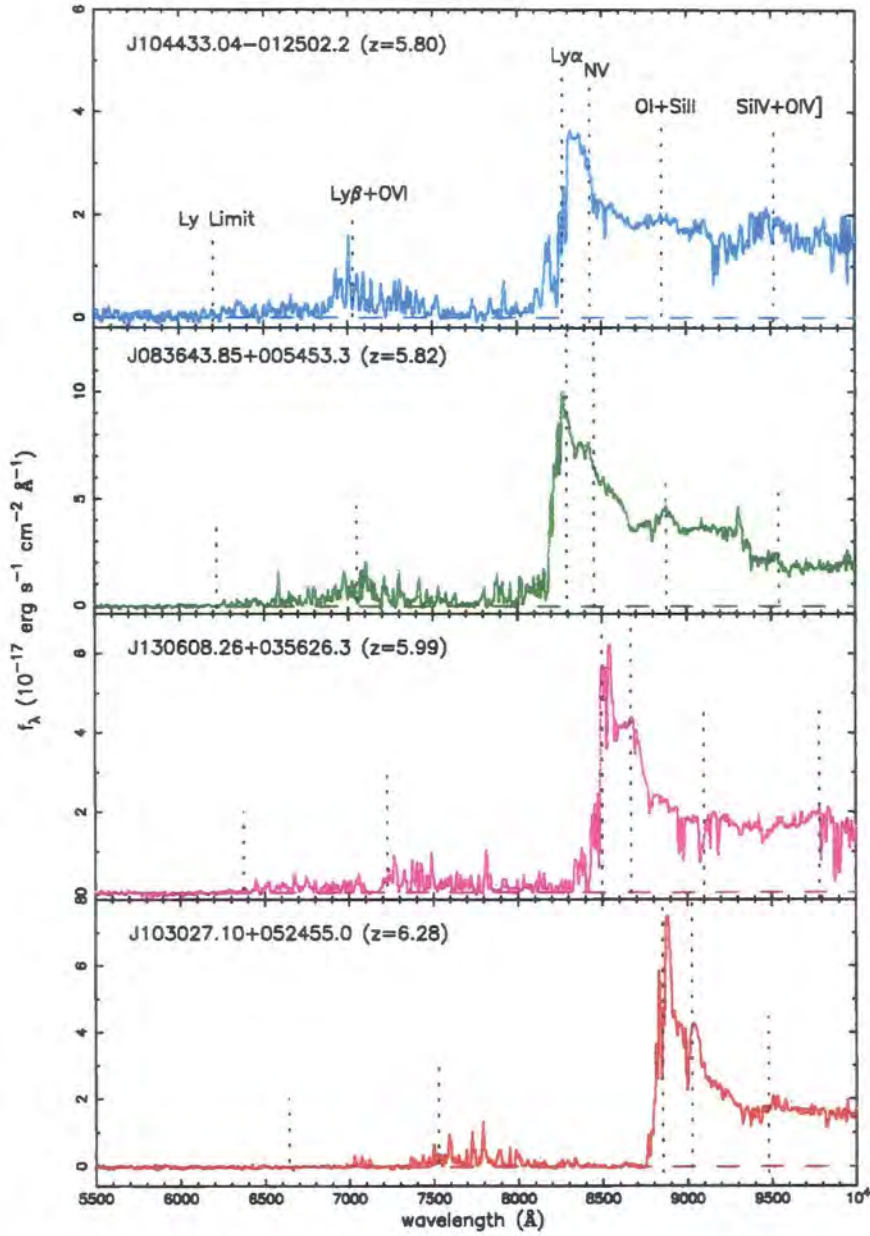 J104433.04−012502.2 (z=5.80)
Lyα
NV
OI+SiII
SiIV+OIV]
Lyβ+OVI
Ly Limit
6
4
2
0
J083643.85+005453.3 (z=5.82)
10
5
0
J130608.26+035626.3 (z=5.99)
6
4
2
80
J103027.10+052455.0 (z=6.28)
6
4
2
0
f_λ (10⁻¹⁷ erg s⁻¹ cm⁻² Å⁻¹)
5500 6000 6500 7000 7500 8000 8500 9000 9500 10⁴
wavelength (Å)